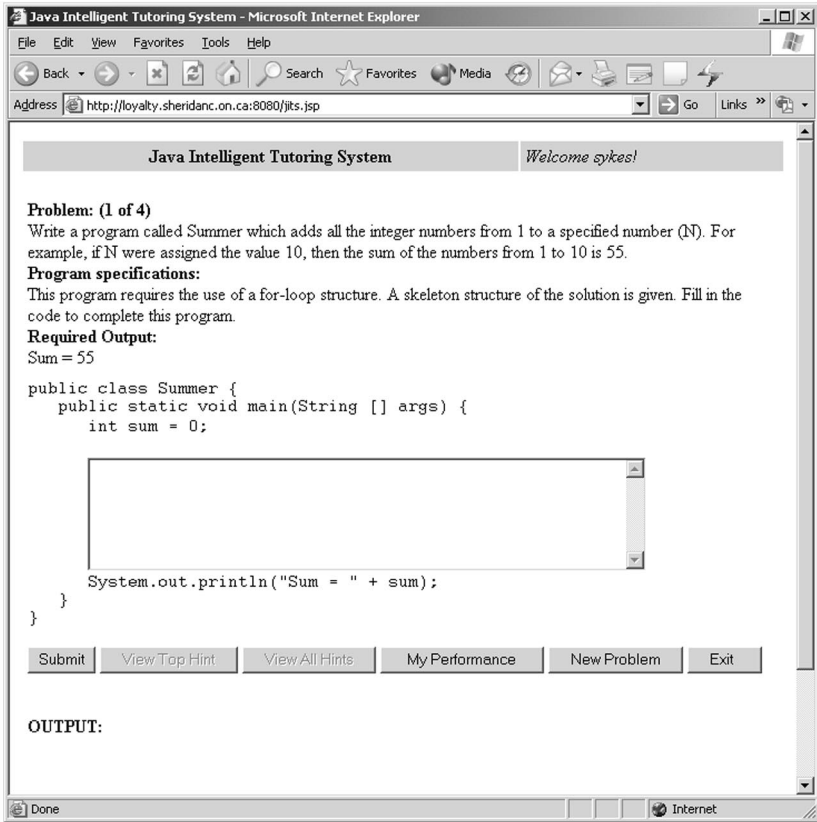 Java Intelligent Tutoring System - Microsoft Internet Explorer
File Edit View Favorites Tools Help
Back Search Favorites Media
Address http://loyalty.sheridanc.on.ca:8080/jits.jsp Go Links »
Java Intelligent Tutoring System Welcome sykes!
Problem: (1 of 4)
Write a program called Summer which adds all the integer numbers from 1 to a specified number (N). For
example, if N were assigned the value 10, then the sum of the numbers from 1 to 10 is 55.
Program specifications:
This program requires the use of a for-loop structure. A skeleton structure of the solution is given. Fill in the
code to complete this program.
Required Output:
Sum = 55
public class Summer {
public static void main(String [] args) {
int sum = 0;
System.out.println("Sum = " + sum);
}
}
Submit View Top Hint View All Hints My Performance New Problem Exit
OUTPUT:
Done Internet